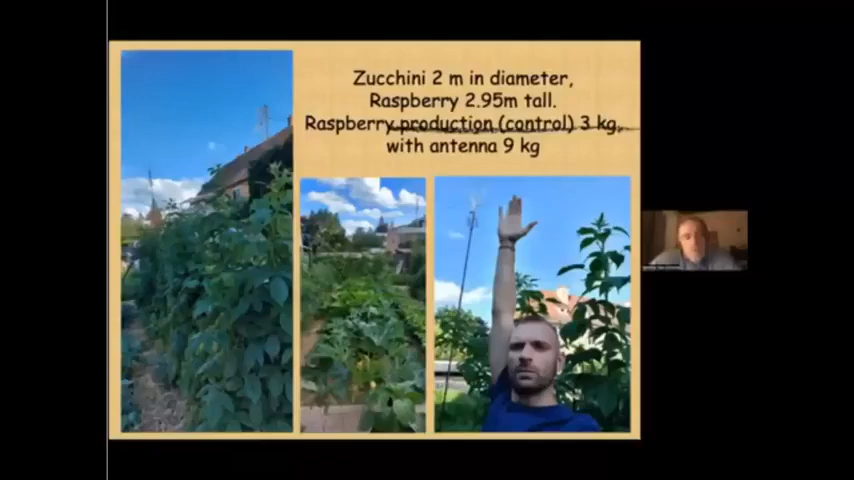 Zucchini 2 m in diameter,
Raspberry 2.95m tall.
Raspberry production (control) 3 kg,
with antenna 9 kg